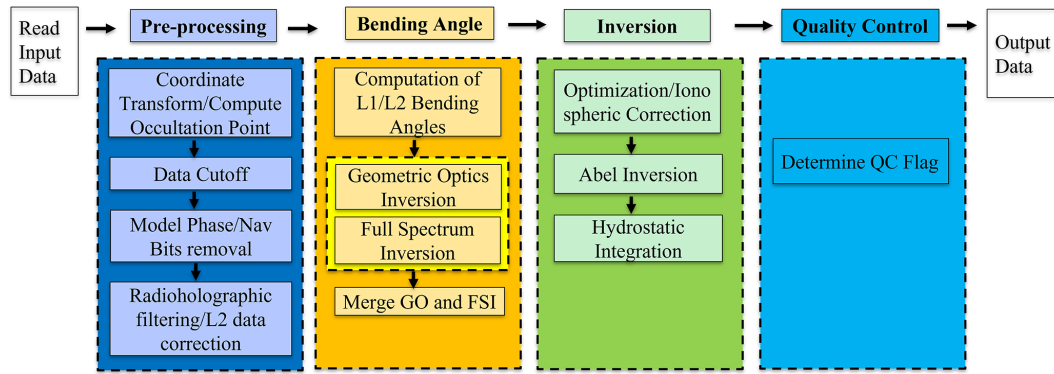 Read
Input
Data
Pre-processing
Coordinate
Transform/Compute
Occultation Point
Data Cutoff
Model Phase/Nav
Bits removal
Radioholographic
filtering/L2 data
correction
Bending Angle
Computation of
L1/L2 Bending
Angles
Geometric Optics
Inversion
Full Spectrum
Inversion
Merge GO and FSI
Inversion
Optimization/Iono
spheric Correction
Abel Inversion
Hydrostatic
Integration
Quality Control
Determine QC Flag
Output
Data